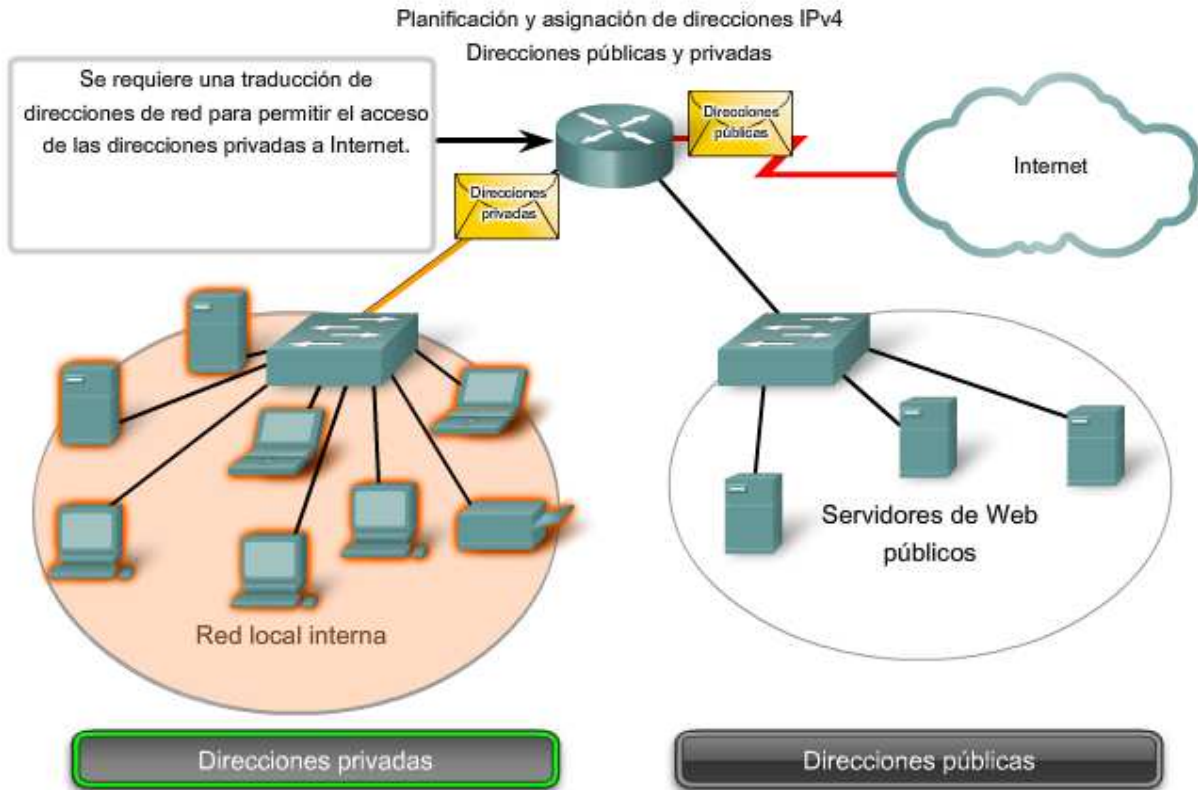 Planificación y asignación de direcciones IPv4
Direcciones públicas y privadas
Se requiere una traducción de
direcciones de red para permitir el acceso
de las direcciones privadas a Internet.
Direcciones
públicas
Internet
Direcciones
privadas
Servidores de Web
públicos
Red local interna
Direcciones privadas
Direcciones públicas